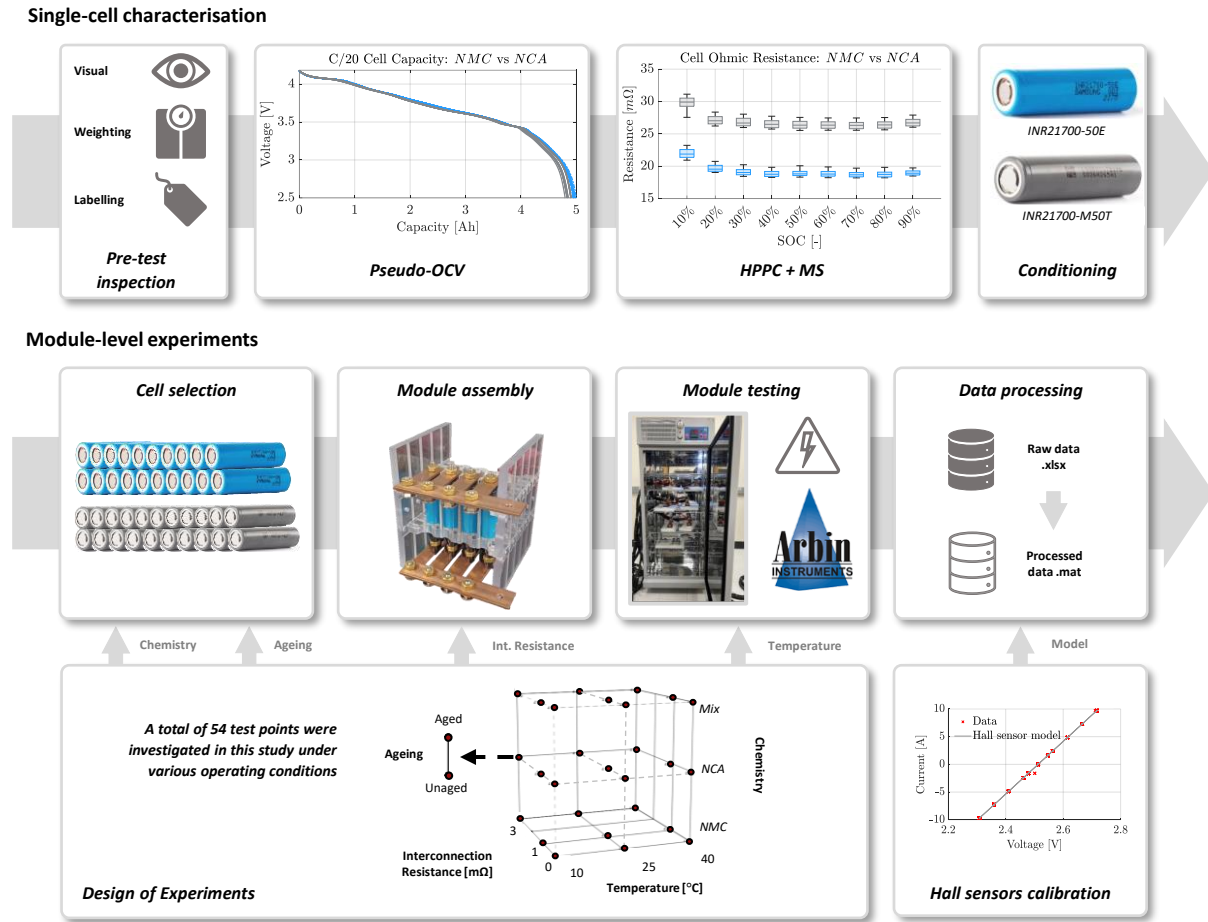 Single-cell characterisation
Visual
Weighting
Labelling
Pre-test
inspection
C/20 Cell Capacity: NMC vs NCA
Voltage [V]
4
3.5
3
2.5
0
1
2
3
4
5
Capacity [Ah]
Pseudo-OCV
Cell Ohmic Resistance: NMC vs NCA
Resistance [mΩ]
35
30
25
20
15
10%
20%
30%
40%
50%
60%
70%
80%
90%
SOC [-]
HPPC + MS
INR21700-50E
SAMSUNG
INR21700-50E
INR21700-M50T
Conditioning
Module-level experiments
Cell selection
Module assembly
Module testing
Arbin
INSTRUMENTS
Data processing
Raw data
.xlsx
Processed
data .mat
Chemistry
Ageing
Int. Resistance
Temperature
Model
A total of 54 test points were
investigated in this study under
various operating conditions
Aged
Ageing
Unaged
Mix
NCA
NMC
Chemistry
3
1
0
Interconnection
Resistance [mΩ]
10
25
40
Temperature [°C]
Design of Experiments
Data
Hall sensor model
Current [A]
10
5
0
-5
-10
2.2
2.4
2.6
2.8
Voltage [V]
Hall sensors calibration